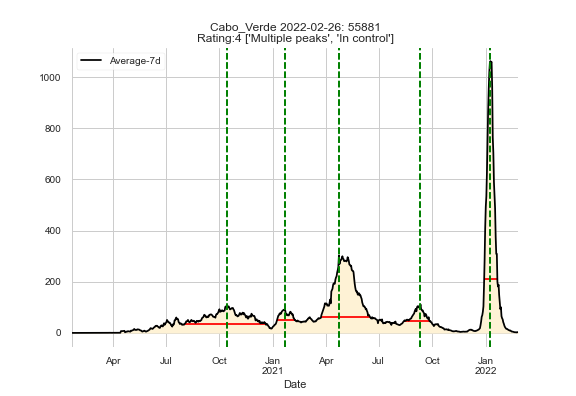 Cabo_Verde 2022-02-26: 55881
Rating:4 ['Multiple peaks', 'In control']
Average-7d
1000
800
600
400
200
0
Apr Jul Oct Jan Apr Jul Oct Jan
2021 2022
Date